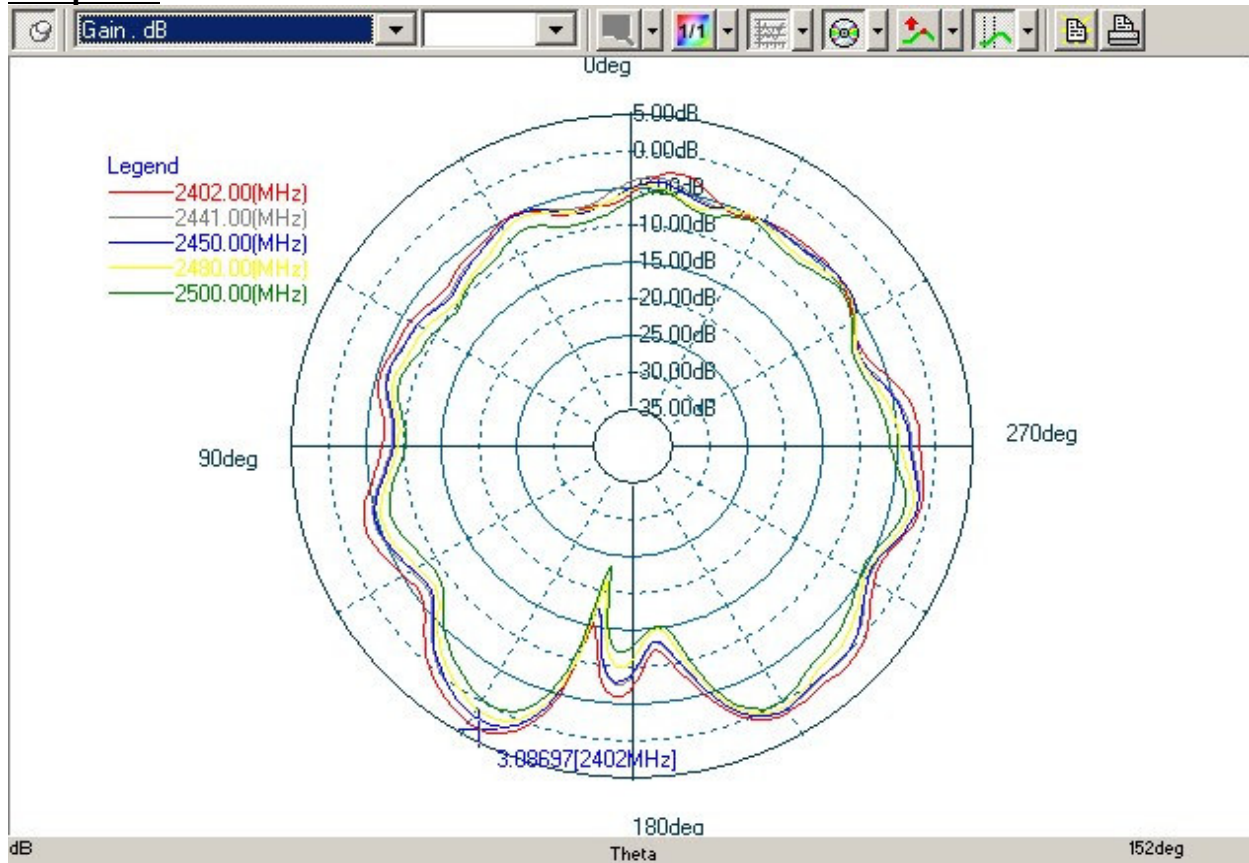 Gain . dB
1/1
0deg
5.00dB
0.00dB
5.00dB
10.00dB
15.00dB
20.00dB
25.00dB
30.00dB
35.00dB
Legend
2402.00(MHz)
2441.00(MHz)
2450.00(MHz)
2480.00(MHz)
2500.00(MHz)
90deg
270deg
3.08697[2402MHz]
180deg
dB
Theta
152deg